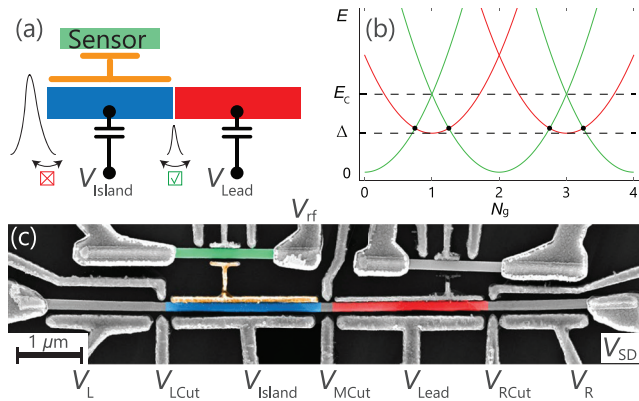 (a)
Sensor
V_Island
V_Lead
☒
☑
(b)
E
E_C
Δ
0
0 1 2 3 4
N_g
(c)
V_rf
1 μm
V_SD
V_L V_LCut V_Island V_MCut V_Lead V_RCut V_R